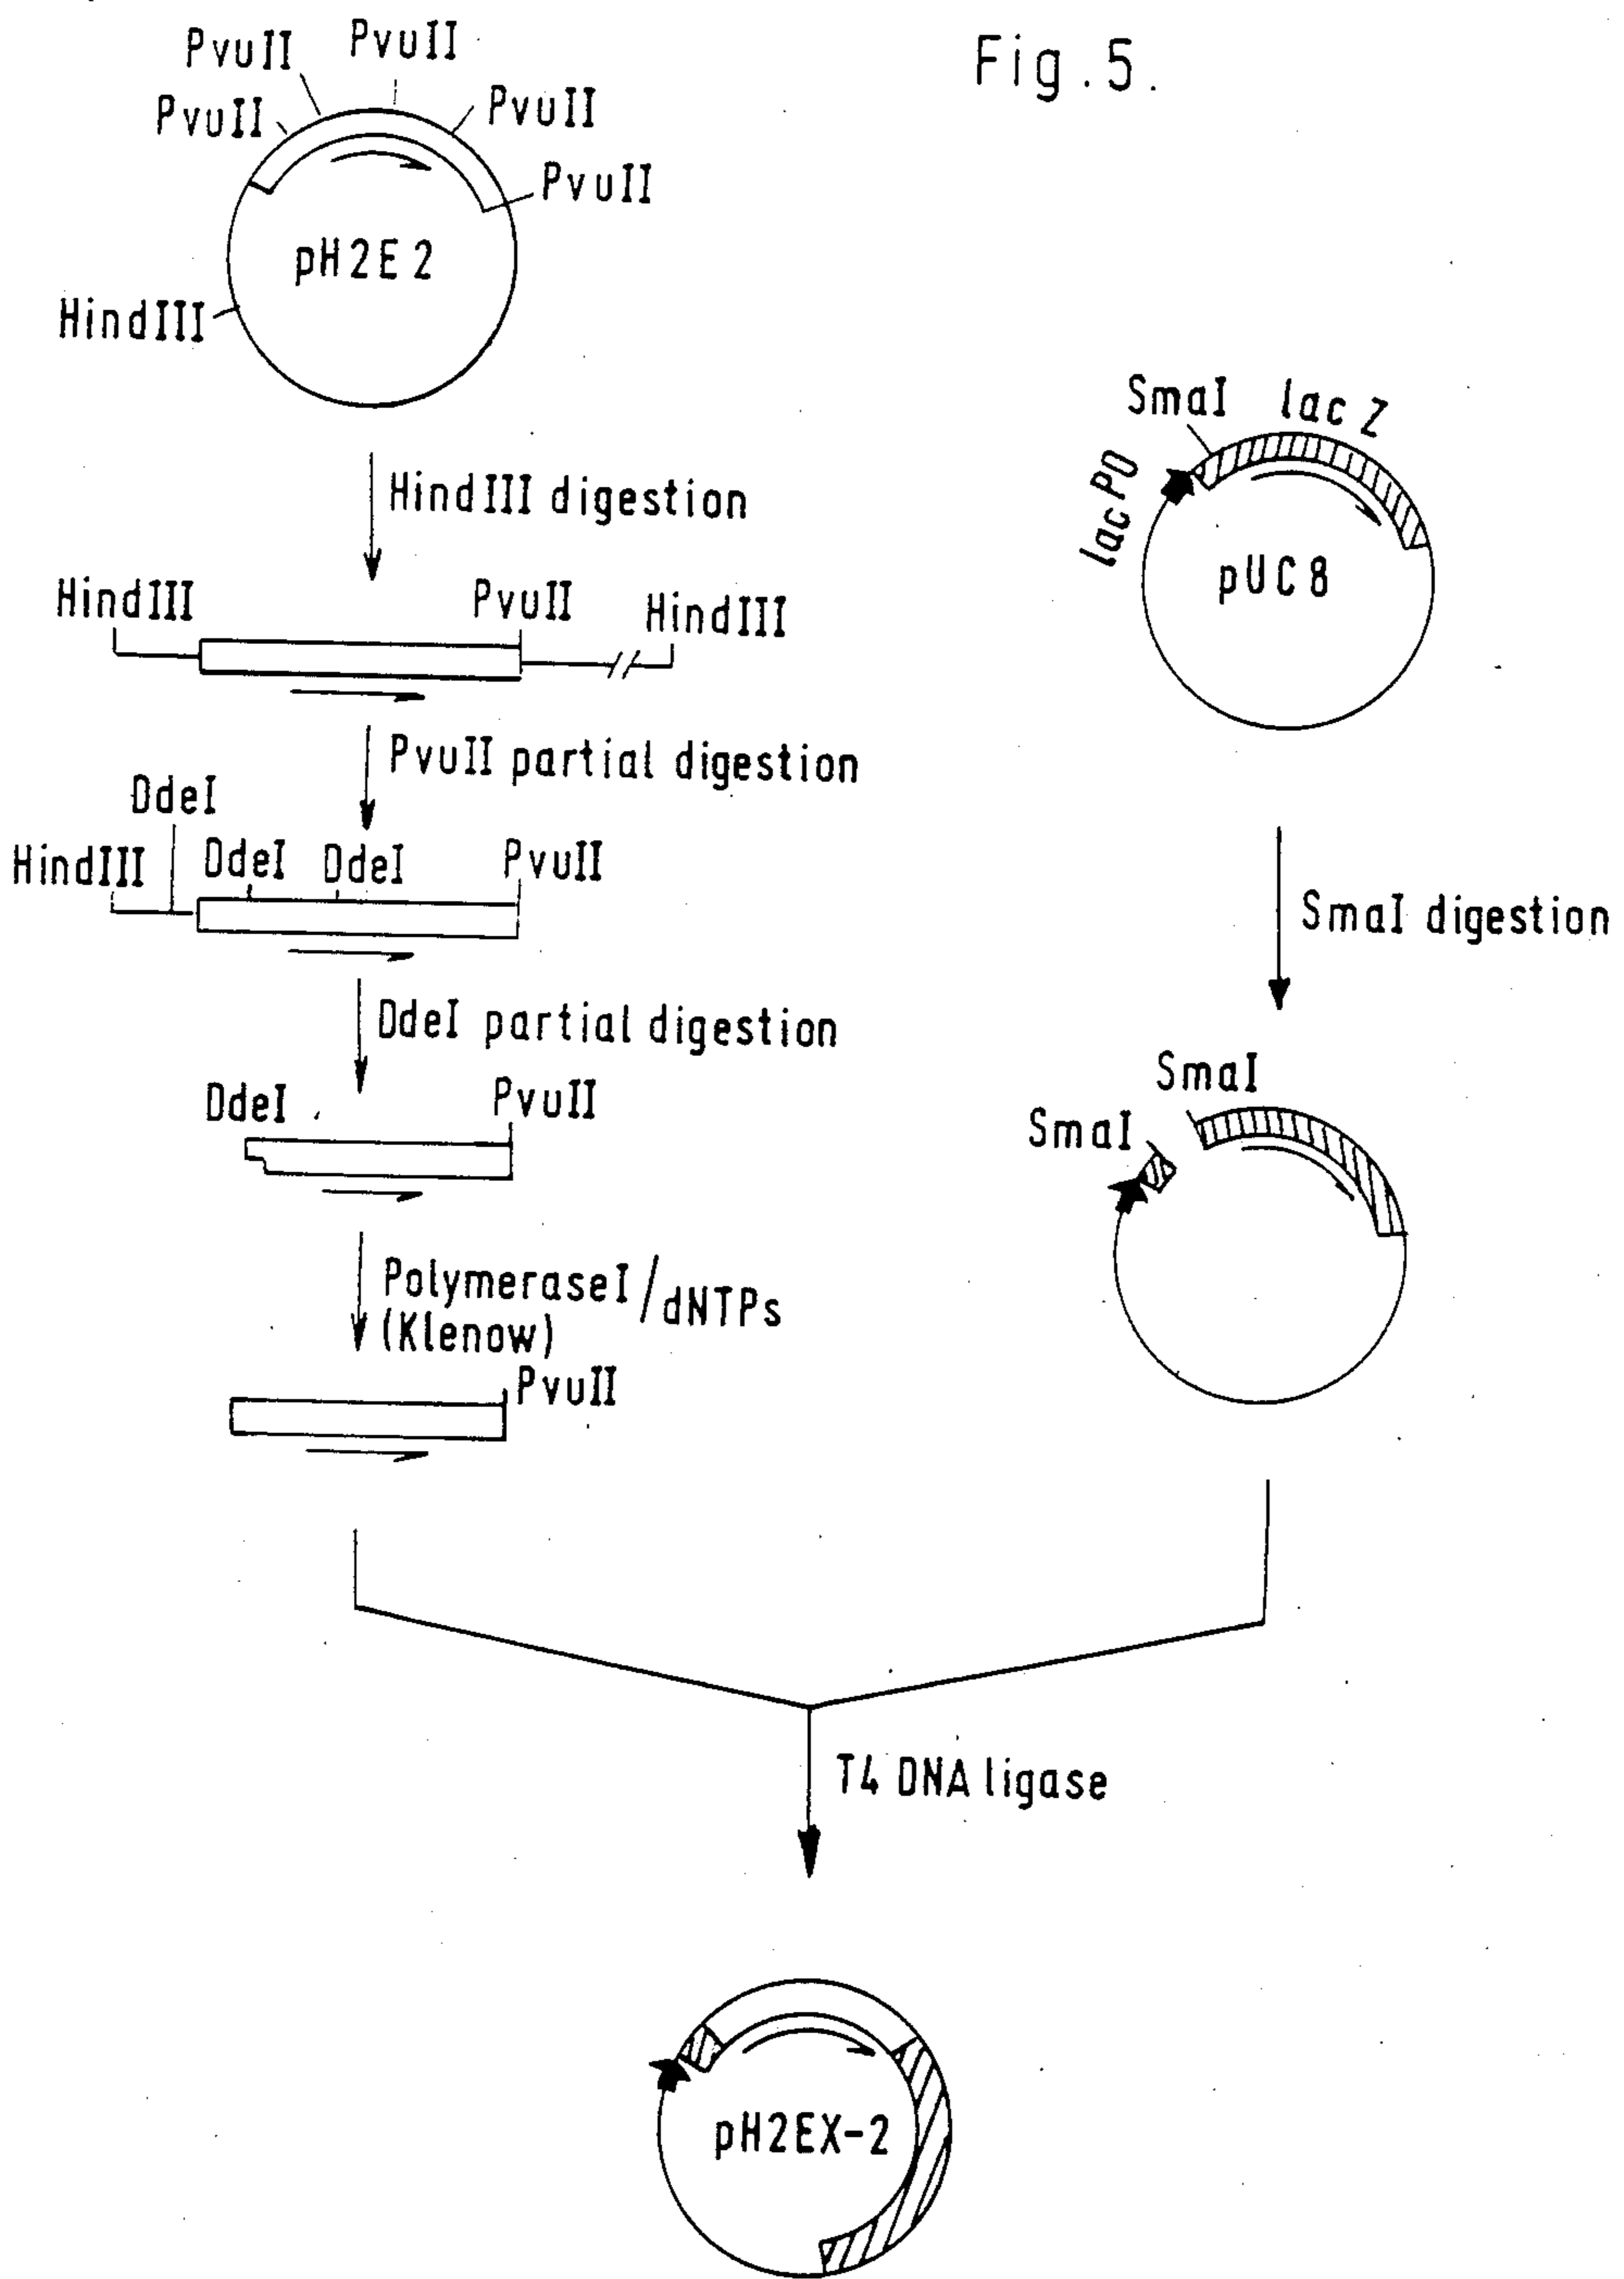 Fig.5.
PvuII
PvuII
PvuII
PvuII
PvuII
pH2E2
HindIII
HindIII digestion
HindIII
PvuII
HindIII
PvuII partial digestion
DdeI
HindIII
DdeI
DdeI
PvuII
DdeI partial digestion
DdeI
PvuII
PolymeraseI/dNTPs
(Klenow)
PvuII
SmaI
lac Z
lac PO
pUC8
SmaI digestion
SmaI
SmaI
T4 DNA ligase
pH2EX-2